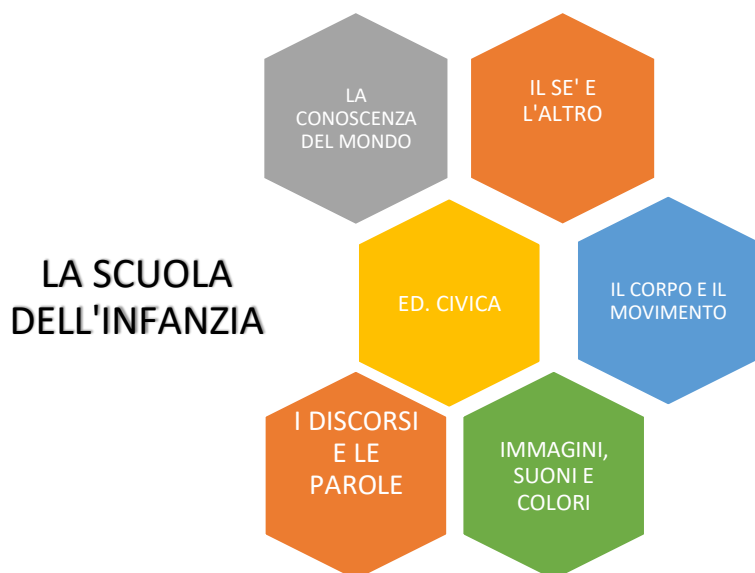 LA
CONOSCENZA
DEL MONDO
IL SE' E
L'ALTRO
LA SCUOLA
DELL'INFANZIA
ED. CIVICA
IL CORPO E IL
MOVIMENTO
I DISCORSI
E LE
PAROLE
IMMAGINI,
SUONI E
COLORI